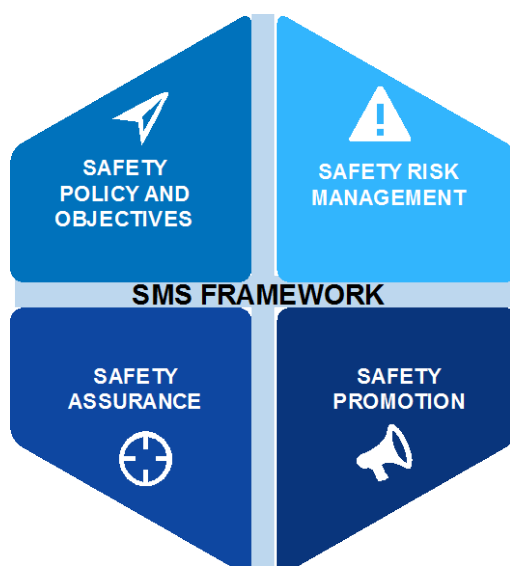 SAFETY
POLICY AND
OBJECTIVES
SAFETY RISK
MANAGEMENT
SMS FRAMEWORK
SAFETY
ASSURANCE
SAFETY
PROMOTION